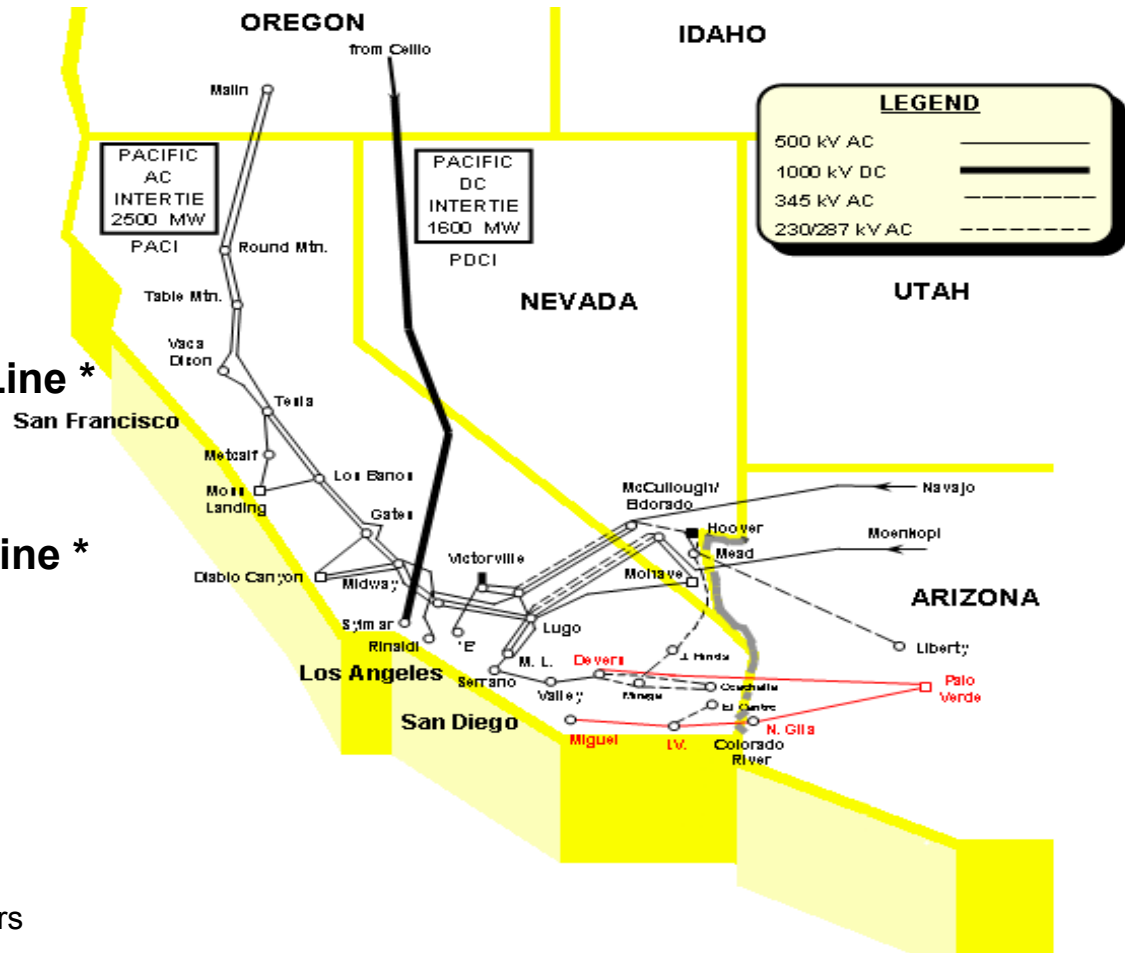 OREGON
IDAHO
from Celilo
Malin
LEGEND
500 kV AC
1000 kV DC
345 kV AC
230/287 kV AC
PACIFIC
AC
INTERTIE
2500 MW
PACI
PACIFIC
DC
INTERTIE
1600 MW
PDCI
Round Mtn.
Table Mtn.
NEVADA
UTAH
Vaca
Dixon
Line *
Tesla
San Francisco
Metcalf
Los Banos
Moss
Landing
McCullough/
Eldorado
Navajo
Gates
Hoover
Moenkopi
Line *
Victorville
Mead
Diablo Canyon
Midway
Mohave
ARIZONA
Sylmar
Rinaldi
'E'
Lugo
Liberty
J. Hinds
M. L.
Devers
Los Angeles
Serrano
Valley
Mirage
Coachella
Palo
Verde
El Centro
San Diego
Miguel
I.V.
N. Gila
Colorado
River
rs